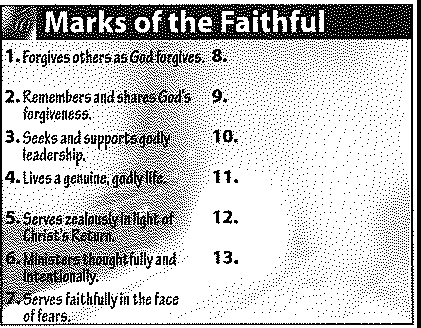 Marks of the Faithful
1. Forgives others as God forgives.
2. Remembers and shares God's
forgiveness.
3. Seeks and supports godly
leadership.
4. Lives a genuine, godly life.
5. Serves zealously in light of
Christ's Return.
6. Ministers thoughtfully and
intentionally.
7. Serves faithfully in the face
of fears.
8.
9.
10.
11.
12.
13.